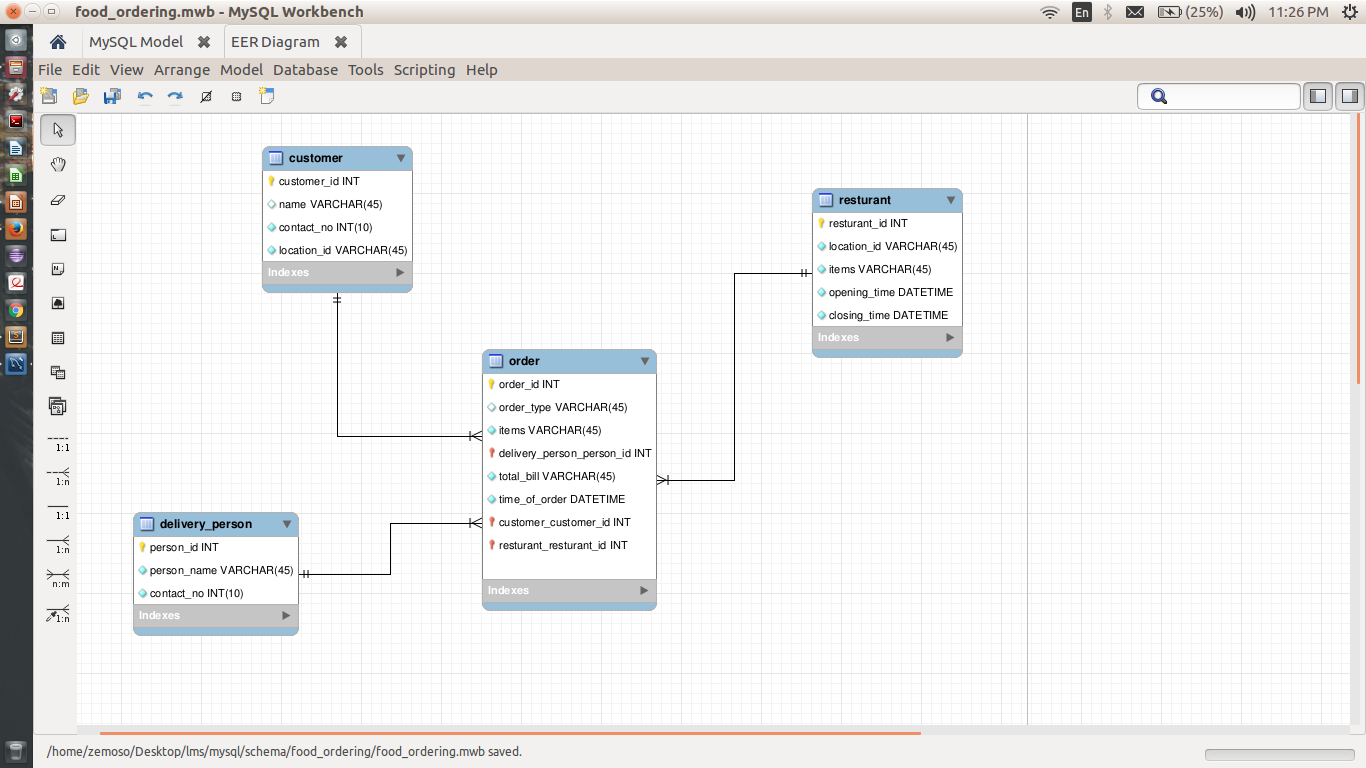 food_ordering.mwb - MySQL Workbench
En
(25%)
11:26 PM
MySQL Model
EER Diagram
File Edit View Arrange Model Database Tools Scripting Help
customer
customer_id INT
name VARCHAR(45)
contact_no INT(10)
location_id VARCHAR(45)
Indexes
resturant
resturant_id INT
location_id VARCHAR(45)
items VARCHAR(45)
opening_time DATETIME
closing_time DATETIME
Indexes
order
order_id INT
order_type VARCHAR(45)
items VARCHAR(45)
delivery_person_person_id INT
total_bill VARCHAR(45)
time_of_order DATETIME
customer_customer_id INT
resturant_resturant_id INT
Indexes
delivery_person
person_id INT
person_name VARCHAR(45)
contact_no INT(10)
Indexes
1:1
1:n
1:1
1:n
n:m
1:n
/home/zemoso/Desktop/lms/mysql/schema/food_ordering/food_ordering.mwb saved.